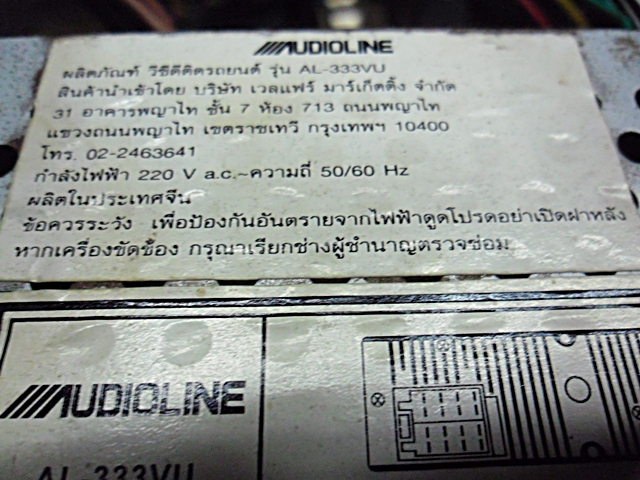 AUDIOLINE
ผลิตภัณฑ์ วีซีดีติดรถยนต์ รุ่น AL-333VU
สินค้านำเข้าโดย บริษัท เวลแฟร์ มาร์เก็ตติ้ง จำกัด
31 อาคารพญาไท ชั้น 7 ห้อง 713 ถนนพญาไท
แขวงถนนพญาไท เขตราชเทวี กรุงเทพฯ 10400
โทร. 02-2463641
กำลังไฟฟ้า 220 V a.c.~ความถี่ 50/60 Hz
ผลิตในประเทศจีน
ข้อควรระวัง เพื่อป้องกันอันตรายจากไฟฟ้าดูดโปรดอย่าเปิดฝาหลัง
หากเครื่องขัดข้อง กรุณาเรียกช่างผู้ชำนาญตรวจซ่อม
AUDIOLINE
AL-333VU